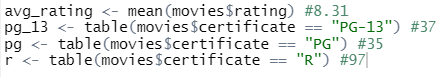 avg_rating <- mean(movies$rating) #8.31
pg_13 <- table(movies$certificate == "PG-13") #37
pg <- table(movies$certificate == "PG") #35
r <- table(movies$certificate == "R") #97